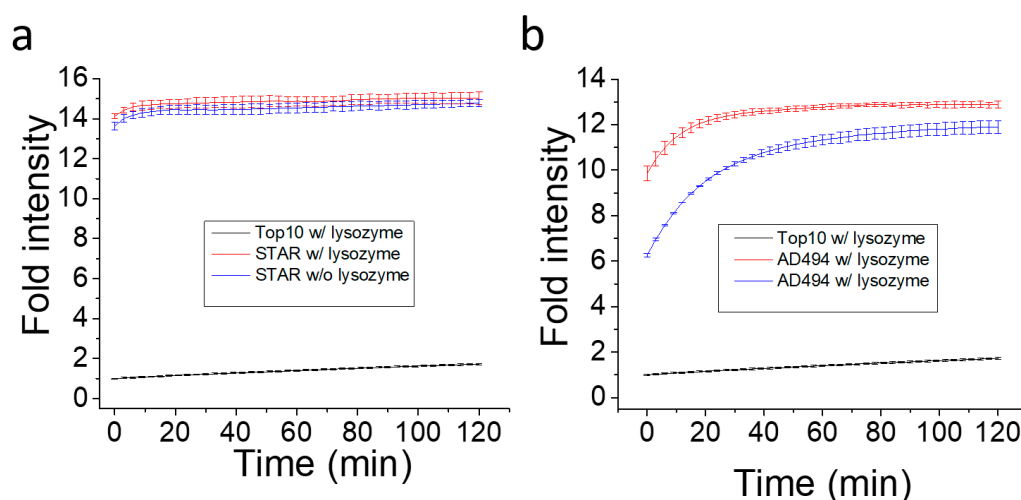 a
Fold intensity
16
14
12
10
8
6
4
2
0
Top10 w/ lysozyme
STAR w/ lysozyme
STAR w/o lysozyme
0 20 40 60 80 100 120
Time (min)
b
Fold intensity
14
12
10
8
6
4
2
0
Top10 w/ lysozyme
AD494 w/ lysozyme
AD494 w/ lysozyme
0 20 40 60 80 100 120
Time (min)